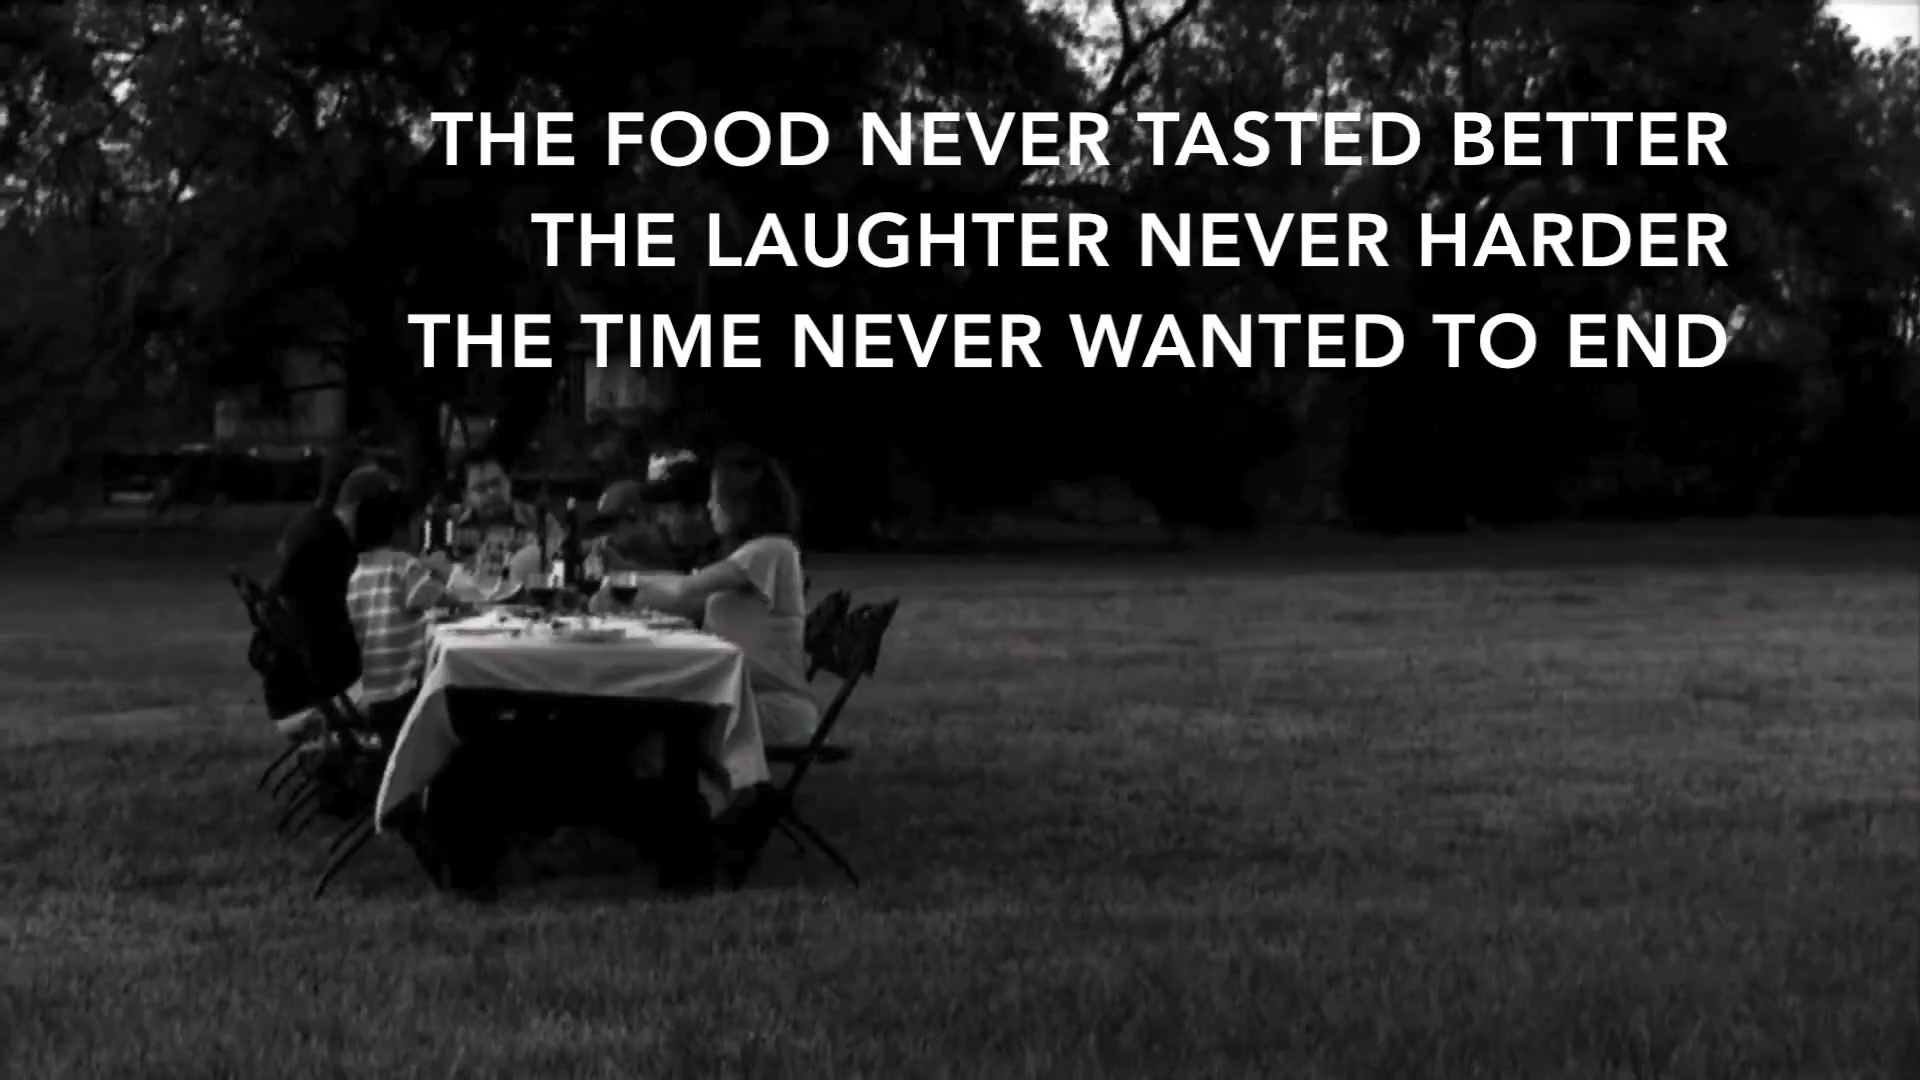 THE FOOD NEVER TASTED BETTER
THE LAUGHTER NEVER HARDER
THE TIME NEVER WANTED TO END